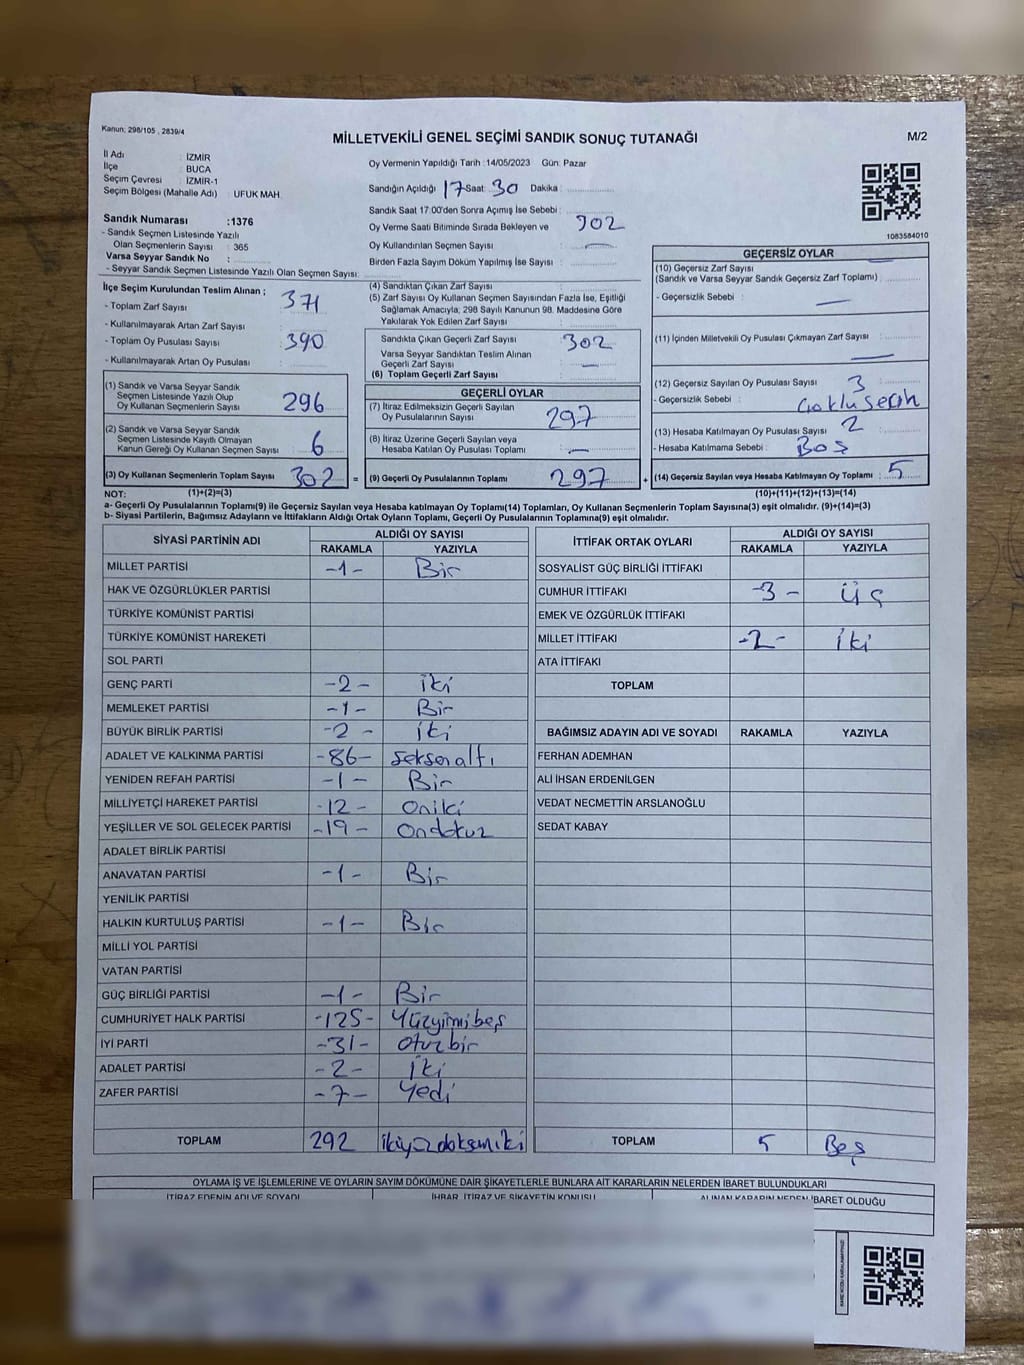 Kanun: 298/105 , 2839/4
MİLLETVEKİLİ GENEL SEÇİMİ SANDIK SONUÇ TUTANAĞI
M/2
İl Adı : İZMİR
İlçe : BUCA
Seçim Çevresi : İZMİR-1
Seçim Bölgesi (Mahalle Adı) : UFUK MAH.
Sandık Numarası :1376
- Sandık Seçmen Listesinde Yazılı
Olan Seçmenlerin Sayısı : 365
Varsa Seyyar Sandık No :
- Seyyar Sandık Seçmen Listesinde Yazılı Olan Seçmen Sayısı:
Oy Vermenin Yapıldığı Tarih :14/05/2023 Gün: Pazar
Sandığın Açıldığı 17 Saat: 30 Dakika :
Sandık Saat 17:00'den Sonra Açımış İse Sebebi :
Oy Verme Saati Bitiminde Sırada Bekleyen ve 302
Oy Kullandırılan Seçmen Sayısı : —
Birden Fazla Sayım Döküm Yapılmış İse Sayısı :
1083584010
İlçe Seçim Kurulundan Teslim Alınan ;
- Toplam Zarf Sayısı : 371
- Kullanılmayarak Artan Zarf Sayısı :
- Toplam Oy Pusulası Sayısı : 390
- Kullanılmayarak Artan Oy Pusulası :
(1) Sandık ve Varsa Seyyar Sandık
Seçmen Listesinde Yazılı Olup
Oy Kullanan Seçmenlerin Sayısı : 296
(2) Sandık ve Varsa Seyyar Sandık
Seçmen Listesinde Kayıtlı Olmayan
Kanun Gereği Oy Kullanan Seçmen Sayısı : 6
(3) Oy Kullanan Seçmenlerin Toplam Sayısı : 302 =
(4) Sandıktan Çıkan Zarf Sayısı :
(5) Zarf Sayısı Oy Kullanan Seçmen Sayısından Fazla İse, Eşitliği
Sağlamak Amacıyla; 298 Sayılı Kanunun 98. Maddesine Göre
Yakılarak Yok Edilen Zarf Sayısı :
Sandıkta Çıkan Geçerli Zarf Sayısı : 302
Varsa Seyyar Sandıktan Teslim Alınan
Geçerli Zarf Sayısı : —
(6) Toplam Geçerli Zarf Sayısı :
GEÇERLİ OYLAR
(7) İtiraz Edilmeksizin Geçerli Sayılan
Oy Pusulalarının Sayısı : 297
(8) İtiraz Üzerine Geçerli Sayılan veya
Hesaba Katılan Oy Pusulası Toplamı : —
(9) Geçerli Oy Pusulalarının Toplamı : 297 +
GEÇERSİZ OYLAR
(10) Geçersiz Zarf Sayısı
(Sandık ve Varsa Seyyar Sandık Geçersiz Zarf Toplamı) :
- Geçersizlik Sebebi : —
(11) İçinden Milletvekili Oy Pusulası Çıkmayan Zarf Sayısı : —
(12) Geçersiz Sayılan Oy Pusulası Sayısı : 3
- Geçersizlik Sebebi :
(13) Hesaba Katılmayan Oy Pusulası Sayısı : 2
- Hesaba Katılmama Sebebi : Boş
(14) Geçersiz Sayılan veya Hesaba Katılmayan Oy Toplamı : 5
NOT: (1)+(2)=(3) (10)+(11)+(12)+(13)=(14)
a- Geçerli Oy Pusulalarının Toplamı(9) ile Geçersiz Sayılan veya Hesaba katılmayan Oy Toplamı(14) Toplamları, Oy Kullanan Seçmenlerin Toplam Sayısına(3) eşit olmalıdır. (9)+(14)=(3)
b- Siyasi Partilerin, Bağımsız Adayların ve İttifakların Aldığı Ortak Oyların Toplamı, Geçerli Oy Pusulalarının Toplamına(9) eşit olmalıdır.
SİYASİ PARTİNİN ADI ALDIĞI OY SAYISI
RAKAMLA YAZIYLA
MİLLET PARTİSİ -1- Bir
HAK VE ÖZGÜRLÜKLER PARTİSİ
TÜRKİYE KOMÜNİST PARTİSİ
TÜRKİYE KOMÜNİST HAREKETİ
SOL PARTİ
GENÇ PARTİ -2- İki
MEMLEKET PARTİSİ -1- Bir
BÜYÜK BİRLİK PARTİSİ -2- İki
ADALET VE KALKINMA PARTİSİ -86- Seksenaltı
YENİDEN REFAH PARTİSİ -1- Bir
MİLLİYETÇİ HAREKET PARTİSİ -12- Oniki
YEŞİLLER VE SOL GELECEK PARTİSİ -19- Ondokuz
ADALET BİRLİK PARTİSİ
ANAVATAN PARTİSİ -1- Bir
YENİLİK PARTİSİ
HALKIN KURTULUŞ PARTİSİ -1- Bir
MİLLİ YOL PARTİSİ
VATAN PARTİSİ
GÜÇ BİRLİĞİ PARTİSİ -1- Bir
CUMHURİYET HALK PARTİSİ -125- Yüzyirmibeş
İYİ PARTİ -31- Otuzbir
ADALET PARTİSİ -2- İki
ZAFER PARTİSİ -7- Yedi
TOPLAM 292 ikiyüzdoksaniki
İTTİFAK ORTAK OYLARI ALDIĞI OY SAYISI
RAKAMLA YAZIYLA
SOSYALİST GÜÇ BİRLİĞİ İTTİFAKI
CUMHUR İTTİFAKI -3- Üç
EMEK VE ÖZGÜRLÜK İTTİFAKI
MİLLET İTTİFAKI -2- İki
ATA İTTİFAKI
TOPLAM
BAĞIMSIZ ADAYIN ADI VE SOYADI RAKAMLA YAZIYLA
FERHAN ADEMHAN
ALİ İHSAN ERDENİLGEN
VEDAT NECMETTİN ARSLANOĞLU
SEDAT KABAY
TOPLAM 5 Beş
OYLAMA İŞ VE İŞLEMLERİNE VE OYLARIN SAYIM DÖKÜMÜNE DAİR ŞİKAYETLERLE BUNLARA AİT KARARLARIN NELERDEN İBARET BULUNDUKLARI
İTİRAZ EDENİN ADI VE SOYADI İHBAR, İTİRAZ VE ŞİKAYETİN KONUSU ALINAN KARARIN NEDEN İBARET OLDUĞU